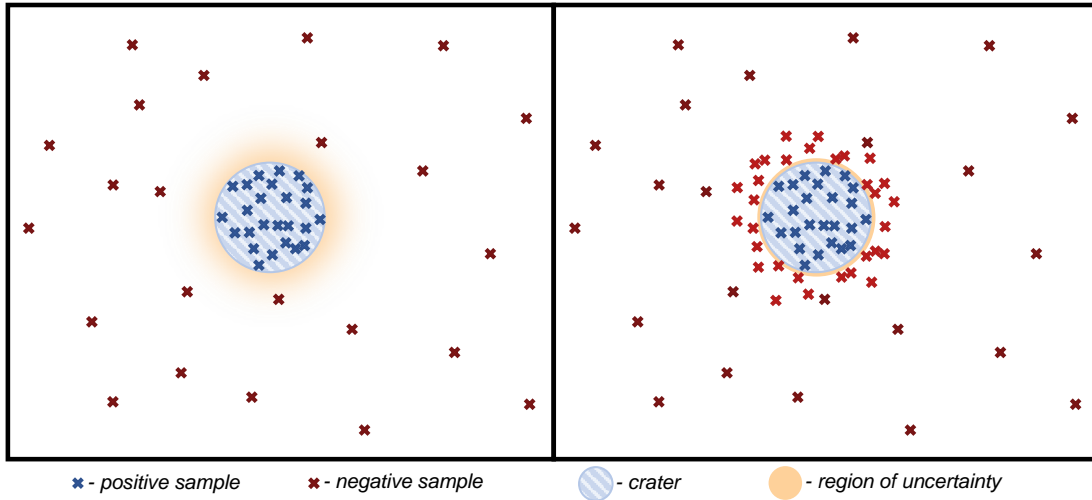 - positive sample - negative sample - crater - region of uncertainty